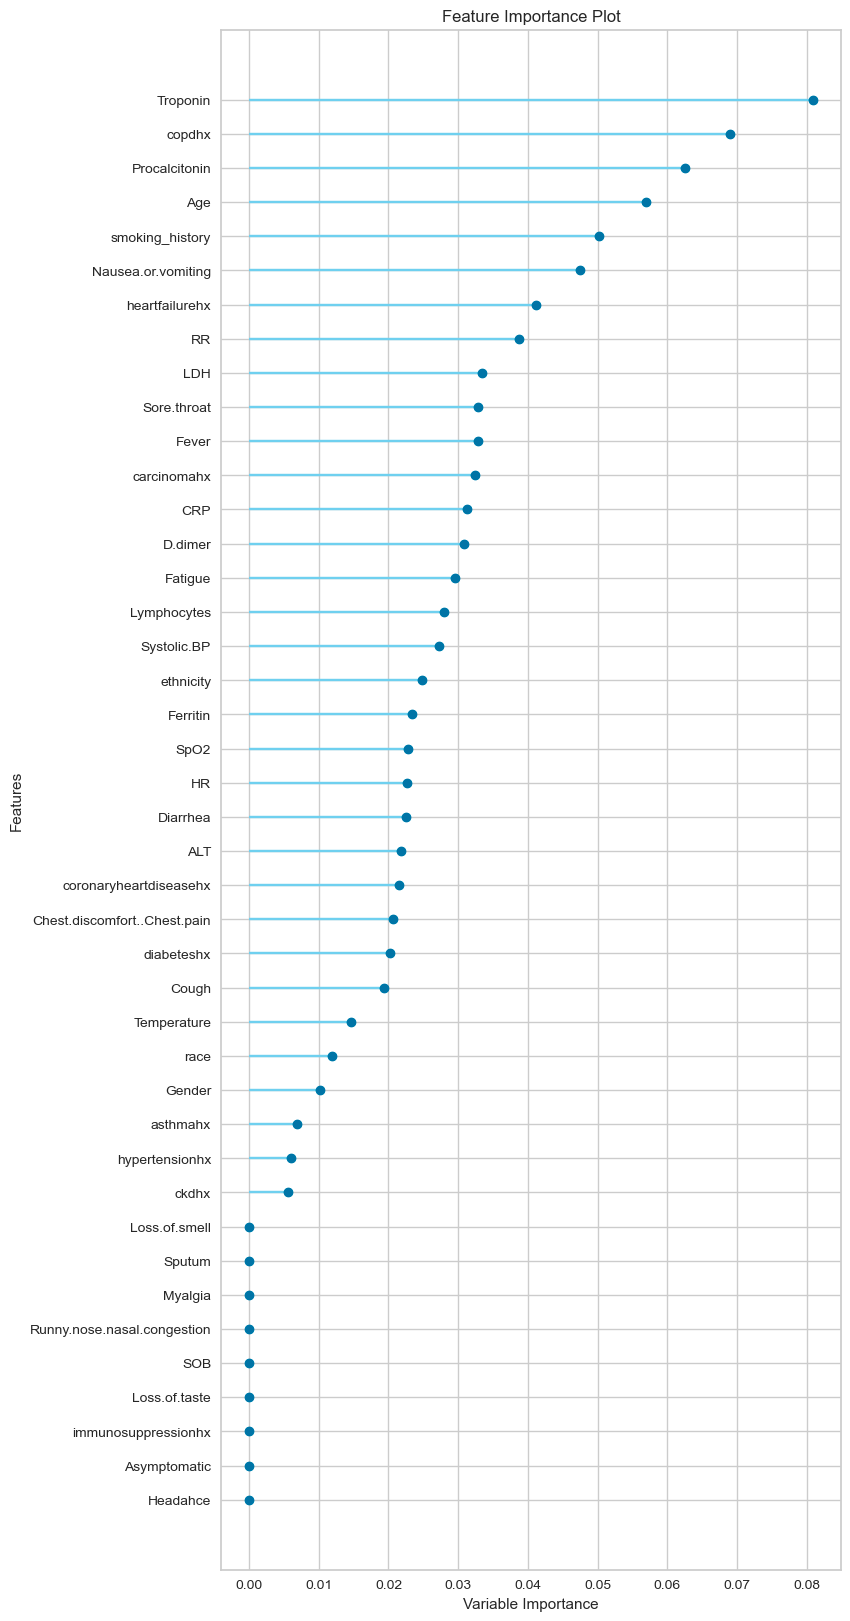 Feature Importance Plot
Troponin
copdhx
Procalcitonin
Age
smoking_history
Nausea.or.vomiting
heartfailurehx
RR
LDH
Sore.throat
Fever
carcinomahx
CRP
D.dimer
Fatigue
Lymphocytes
Systolic.BP
ethnicity
Ferritin
SpO2
HR
Diarrhea
ALT
coronaryheartdiseasehx
Chest.discomfort..Chest.pain
diabeteshx
Cough
Temperature
race
Gender
asthmahx
hypertensionhx
ckdhx
Loss.of.smell
Sputum
Myalgia
Runny.nose.nasal.congestion
SOB
Loss.of.taste
immunosuppressionhx
Asymptomatic
Headahce
Features
0.00 0.01 0.02 0.03 0.04 0.05 0.06 0.07 0.08
Variable Importance